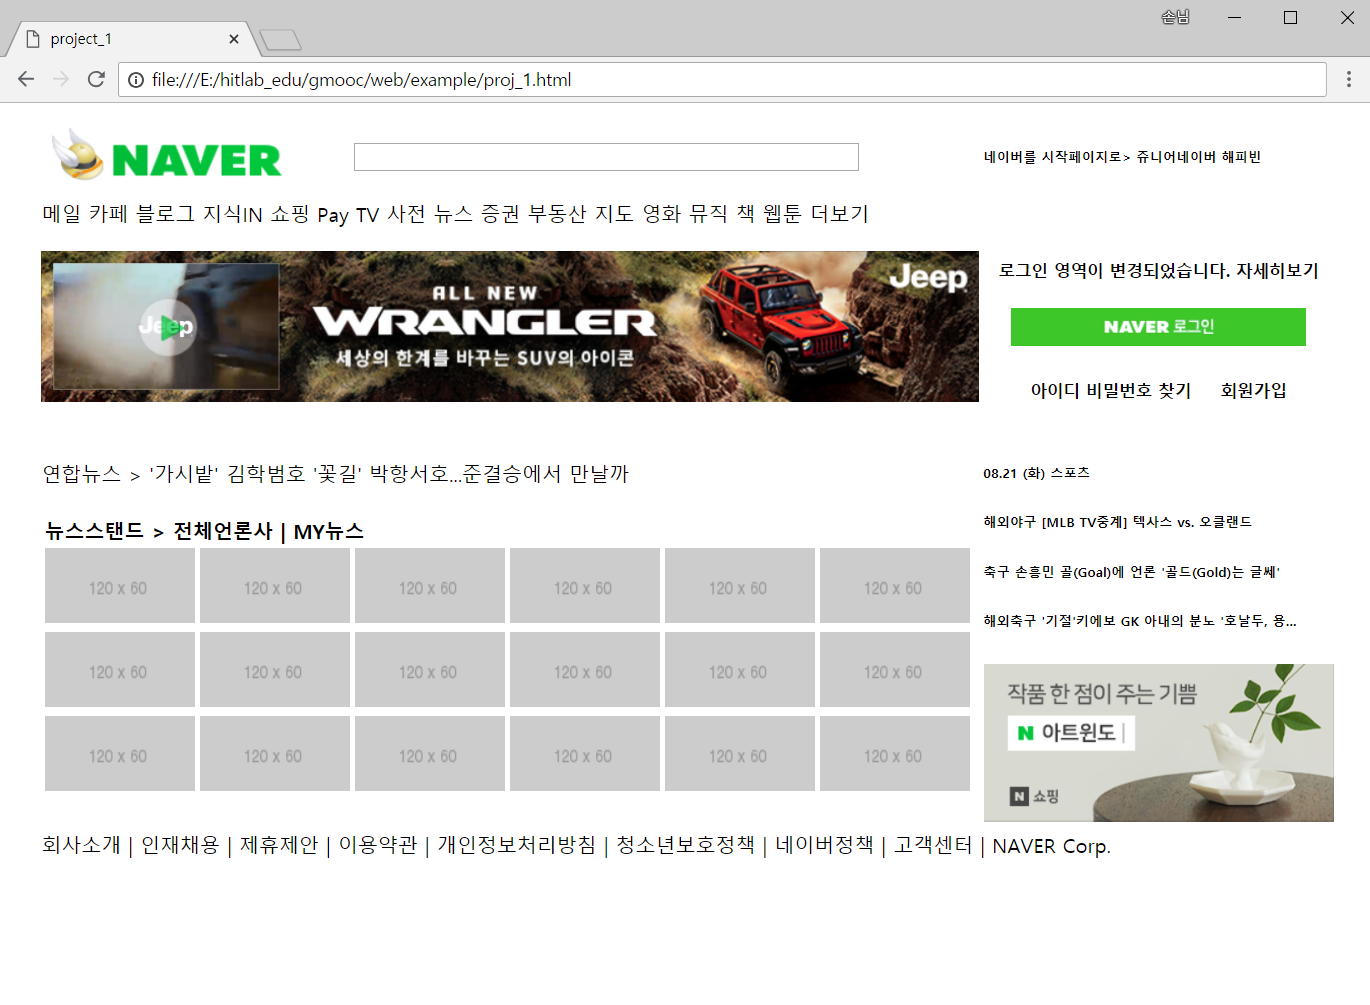 손님
project_1
file:///E:/hitlab_edu/gmooc/web/example/proj_1.html
NAVER
네이버를 시작페이지로> 쥬니어네이버 해피빈
메일 카페 블로그 지식IN 쇼핑 Pay TV 사전 뉴스 증권 부동산 지도 영화 뮤직 책 웹툰 더보기
Jeep
Jeep
ALL NEW
WRANGLER
세상의 한계를 바꾸는 SUV의 아이콘
로그인 영역이 변경되었습니다. 자세히보기
NAVER 로그인
아이디 비밀번호 찾기 회원가입
연합뉴스 > '가시밭' 김학범호 '꽃길' 박항서호...준결승에서 만날까
뉴스스탠드 > 전체언론사 | MY뉴스
120 x 60 120 x 60 120 x 60 120 x 60 120 x 60 120 x 60
120 x 60 120 x 60 120 x 60 120 x 60 120 x 60 120 x 60
120 x 60 120 x 60 120 x 60 120 x 60 120 x 60 120 x 60
08.21 (화) 스포츠
해외야구 [MLB TV중계] 텍사스 vs. 오클랜드
축구 손흥민 골(Goal)에 언론 '골드(Gold)는 글쎄'
해외축구 '기절'키에보 GK 아내의 분노 '호날두, 용...
작품 한 점이 주는 기쁨
N 아트윈도
N 쇼핑
회사소개 | 인재채용 | 제휴제안 | 이용약관 | 개인정보처리방침 | 청소년보호정책 | 네이버정책 | 고객센터 | NAVER Corp.